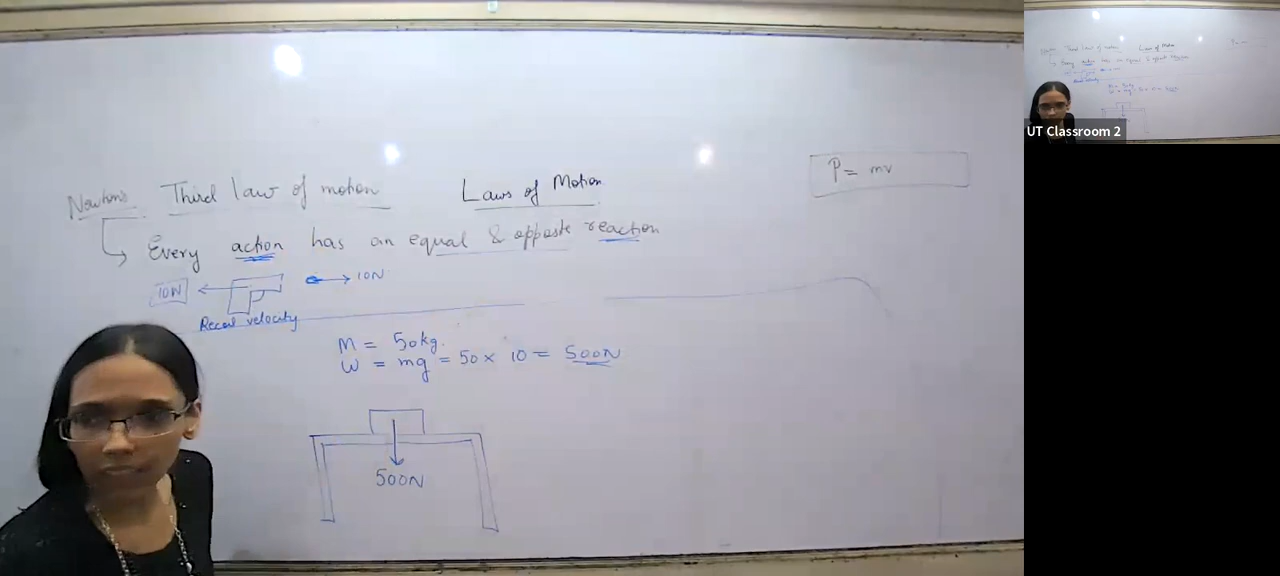 Laws of Motion
P = mv
Newtons Third law of motion
Every action has an equal & opposite reaction
10N
10N
Recoil velocity
M = 50kg.
W = mg = 50 x 10 = 500N
500N
UT Classroom 2